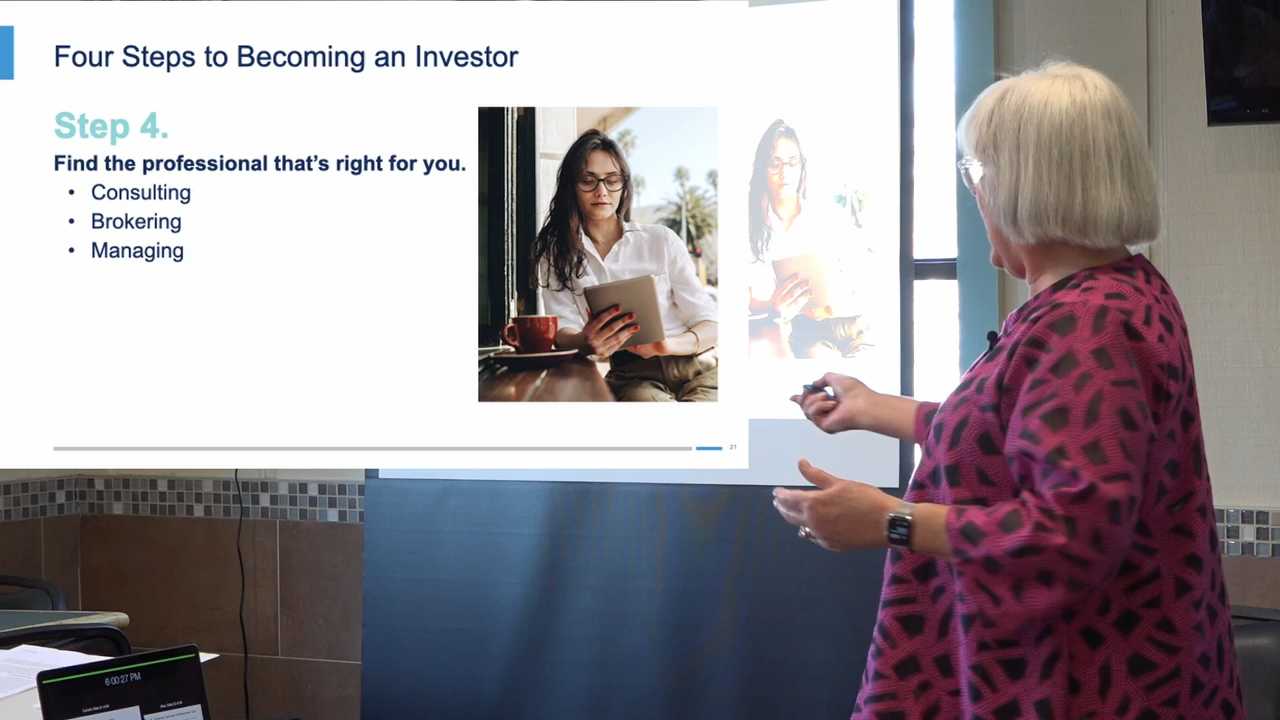 Four Steps to Becoming an Investor
Step 4.
Find the professional that's right for you.
• Consulting
• Brokering
• Managing
21
6:00:27 PM